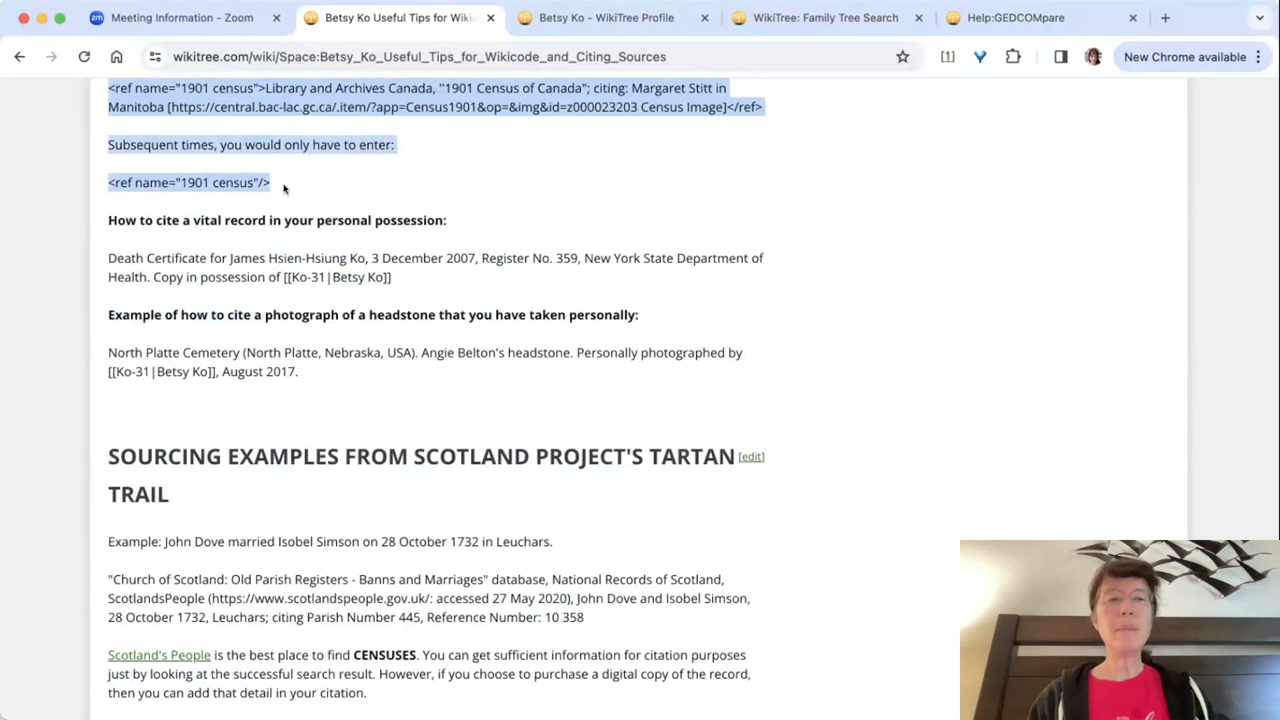 Meeting Information - Zoom
Betsy Ko Useful Tips for Wiki
Betsy Ko - WikiTree Profile
WikiTree: Family Tree Search
Help:GEDCOMpare
wikitree.com/wiki/Space:Betsy_Ko_Useful_Tips_for_Wikicode_and_Citing_Sources
New Chrome available
<ref name="1901 census">Library and Archives Canada, "1901 Census of Canada"; citing: Margaret Stitt in
Manitoba [https://central.bac-lac.gc.ca/.item/?app=Census1901&op=&img&id=z000023203 Census Image]</ref>
Subsequent times, you would only have to enter:
<ref name="1901 census"/>
How to cite a vital record in your personal possession:
Death Certificate for James Hsien-Hsiung Ko, 3 December 2007, Register No. 359, New York State Department of
Health. Copy in possession of [[Ko-31|Betsy Ko]]
Example of how to cite a photograph of a headstone that you have taken personally:
North Platte Cemetery (North Platte, Nebraska, USA). Angie Belton's headstone. Personally photographed by
[[Ko-31|Betsy Ko]], August 2017.
SOURCING EXAMPLES FROM SCOTLAND PROJECT'S TARTAN [edit]
TRAIL
Example: John Dove married Isobel Simson on 28 October 1732 in Leuchars.
"Church of Scotland: Old Parish Registers - Banns and Marriages" database, National Records of Scotland,
ScotlandsPeople (https://www.scotlandspeople.gov.uk/: accessed 27 May 2020), John Dove and Isobel Simson,
28 October 1732, Leuchars; citing Parish Number 445, Reference Number: 10 358
Scotland's People is the best place to find CENSUSES. You can get sufficient information for citation purposes
just by looking at the successful search result. However, if you choose to purchase a digital copy of the record,
then you can add that detail in your citation.